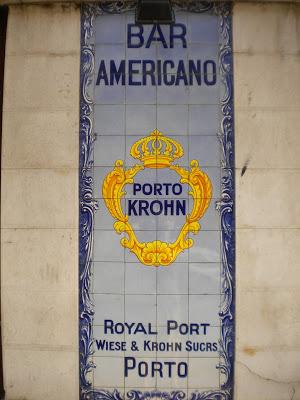 BAR
AMERICANO
PORTO
KROHN
ROYAL PORT
WIESE & KROHN SUCRS
PORTO